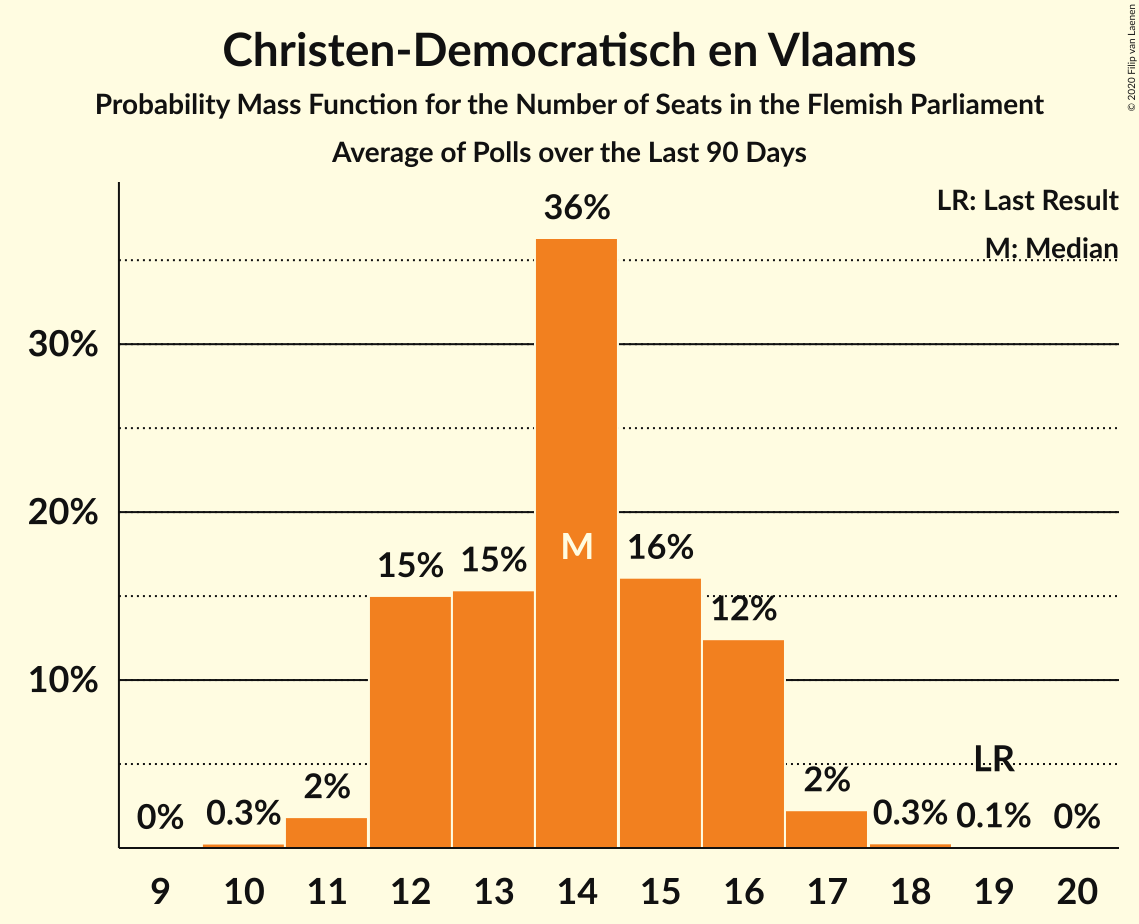 Christen-Democratisch en Vlaams
Probability Mass Function for the Number of Seats in the Flemish Parliament
Average of Polls over the Last 90 Days
© 2020 Filip van Laenen
LR: Last Result
M: Median
36%
30%
20%
M
16%
15%
15%
12%
10%
LR
2%
2%
0%
0.3%
0.3%
0.1%
0%
9 10 11 12 13 14 15 16 17 18 19 20